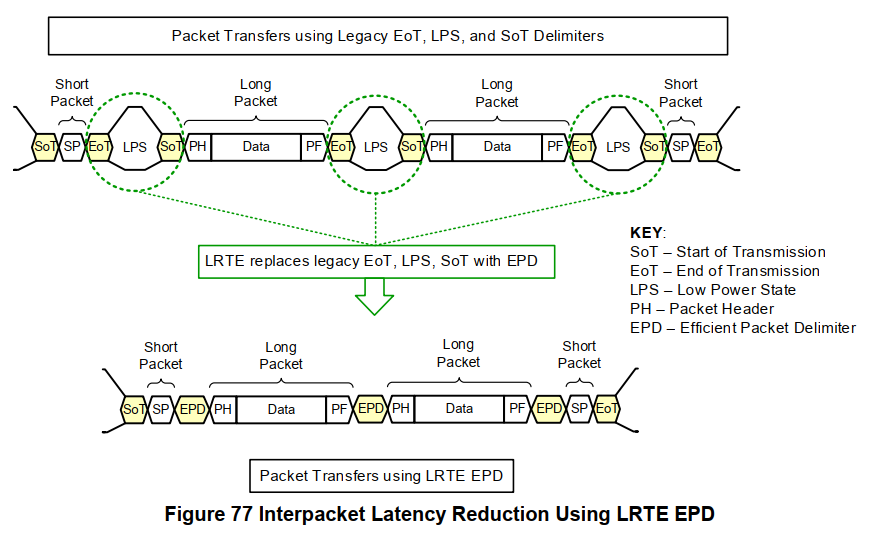 Packet Transfers using Legacy EoT, LPS, and SoT Delimiters
Short
Packet
Long
Packet
Long
Packet
Short
Packet
SoT SP EoT LPS SoT PH Data PF EoT LPS SoT PH Data PF EoT LPS SoT SP EoT
LRTE replaces legacy EoT, LPS, SoT with EPD
KEY:
SoT – Start of Transmission
EoT – End of Transmission
LPS – Low Power State
PH – Packet Header
EPD – Efficient Packet Delimiter
Short
Packet
Long
Packet
Long
Packet
Short
Packet
SoT SP EPD PH Data PF EPD PH Data PF EPD SP EoT
Packet Transfers using LRTE EPD
Figure 77 Interpacket Latency Reduction Using LRTE EPD